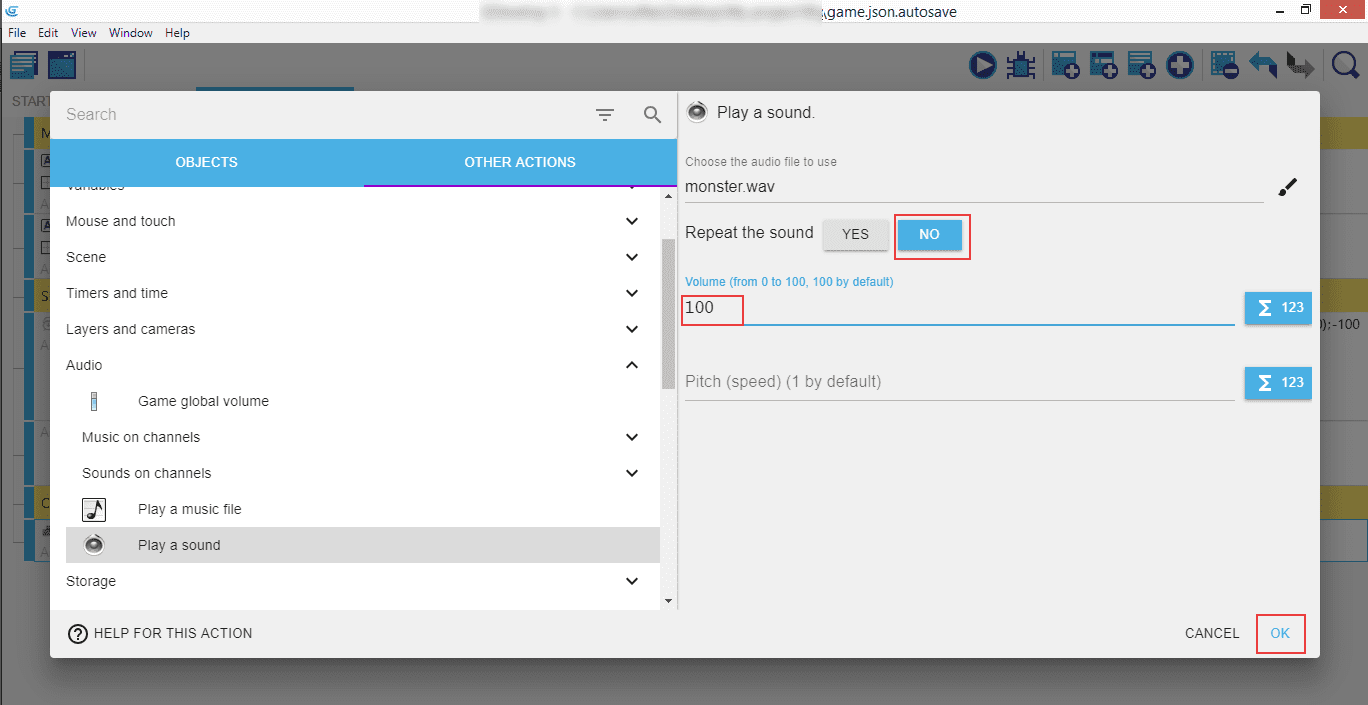 \game.json.autosave
File Edit View Window Help
START
Search
OBJECTS
OTHER ACTIONS
Variables
Mouse and touch
Scene
Timers and time
Layers and cameras
Audio
Game global volume
Music on channels
Sounds on channels
Play a music file
Play a sound
Storage
HELP FOR THIS ACTION
Play a sound.
Choose the audio file to use
monster.wav
Repeat the sound YES NO
Volume (from 0 to 100, 100 by default)
100
Σ 123
Pitch (speed) (1 by default)
Σ 123
CANCEL OK
);-100